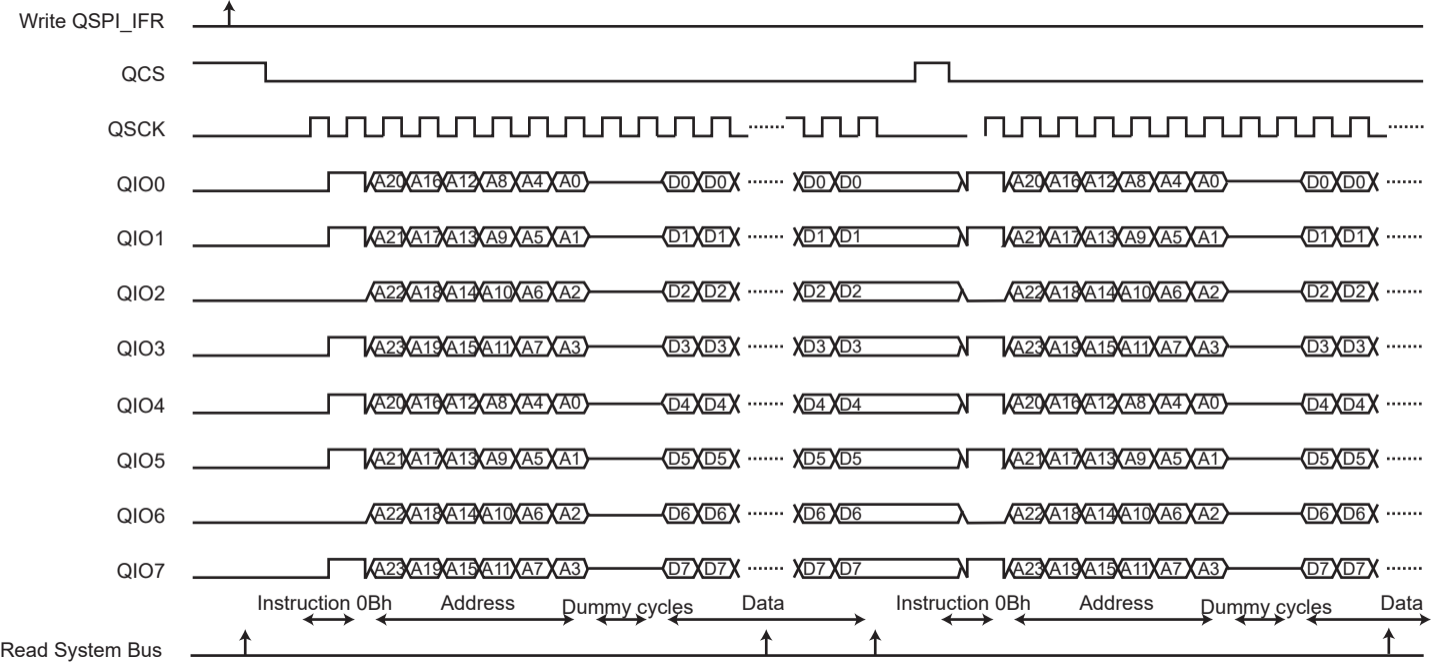 Write QSPI_IFR
QCS
QSCK
QIO0 A20 A16 A12 A8 A4 A0 D0 D0 D0 D0 A20 A16 A12 A8 A4 A0 D0 D0
QIO1 A21 A17 A13 A9 A5 A1 D1 D1 D1 D1 A21 A17 A13 A9 A5 A1 D1 D1
QIO2 A22 A18 A14 A10 A6 A2 D2 D2 D2 D2 A22 A18 A14 A10 A6 A2 D2 D2
QIO3 A23 A19 A15 A11 A7 A3 D3 D3 D3 D3 A23 A19 A15 A11 A7 A3 D3 D3
QIO4 A20 A16 A12 A8 A4 A0 D4 D4 D4 D4 A20 A16 A12 A8 A4 A0 D4 D4
QIO5 A21 A17 A13 A9 A5 A1 D5 D5 D5 D5 A21 A17 A13 A9 A5 A1 D5 D5
QIO6 A22 A18 A14 A10 A6 A2 D6 D6 D6 D6 A22 A18 A14 A10 A6 A2 D6 D6
QIO7 A23 A19 A15 A11 A7 A3 D7 D7 D7 D7 A23 A19 A15 A11 A7 A3 D7 D7
Instruction 0Bh Address Dummy cycles Data Instruction 0Bh Address Dummy cycles Data
Read System Bus